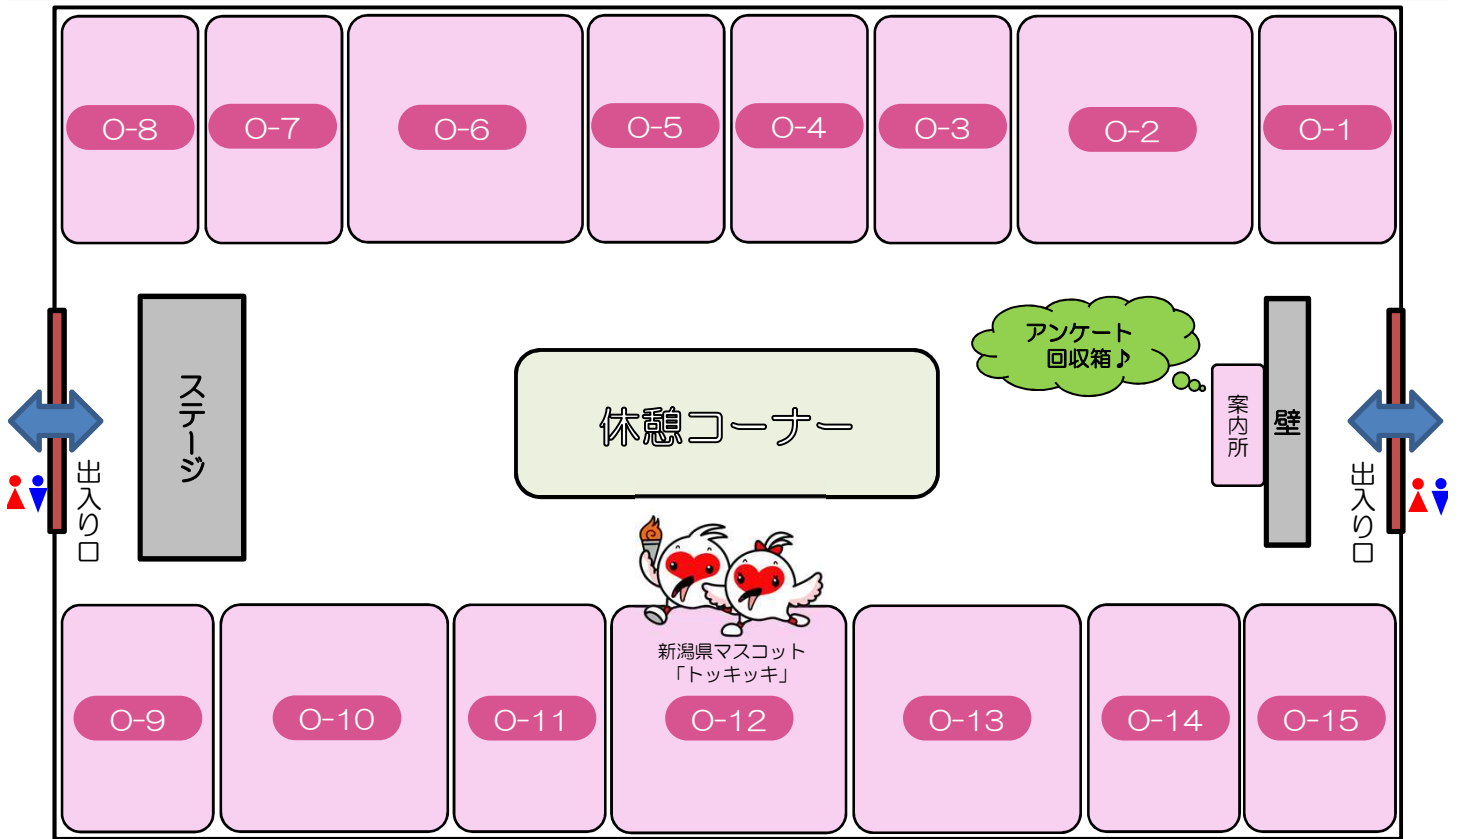 O-8
O-7
O-6
O-5
O-4
O-3
O-2
O-1
アンケート
回収箱♪
ステージ
休憩コーナー
案内所
壁
出入り口
出入り口
新潟県マスコット
「トッキッキ」
O-9
O-10
O-11
O-12
O-13
O-14
O-15